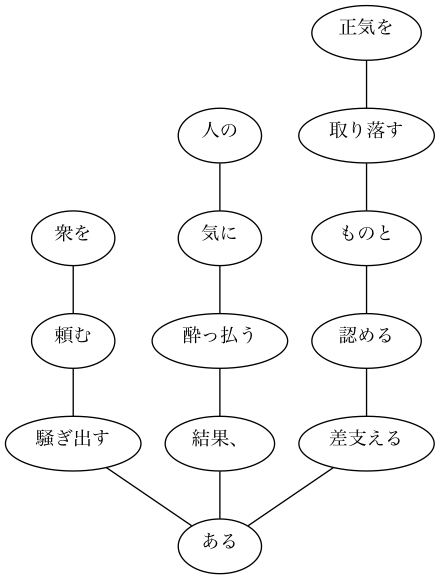 正気を
人の
取り落す
衆を
気に
ものと
頼む
酔っ払う
認める
騒ぎ出す
結果、
差支える
ある